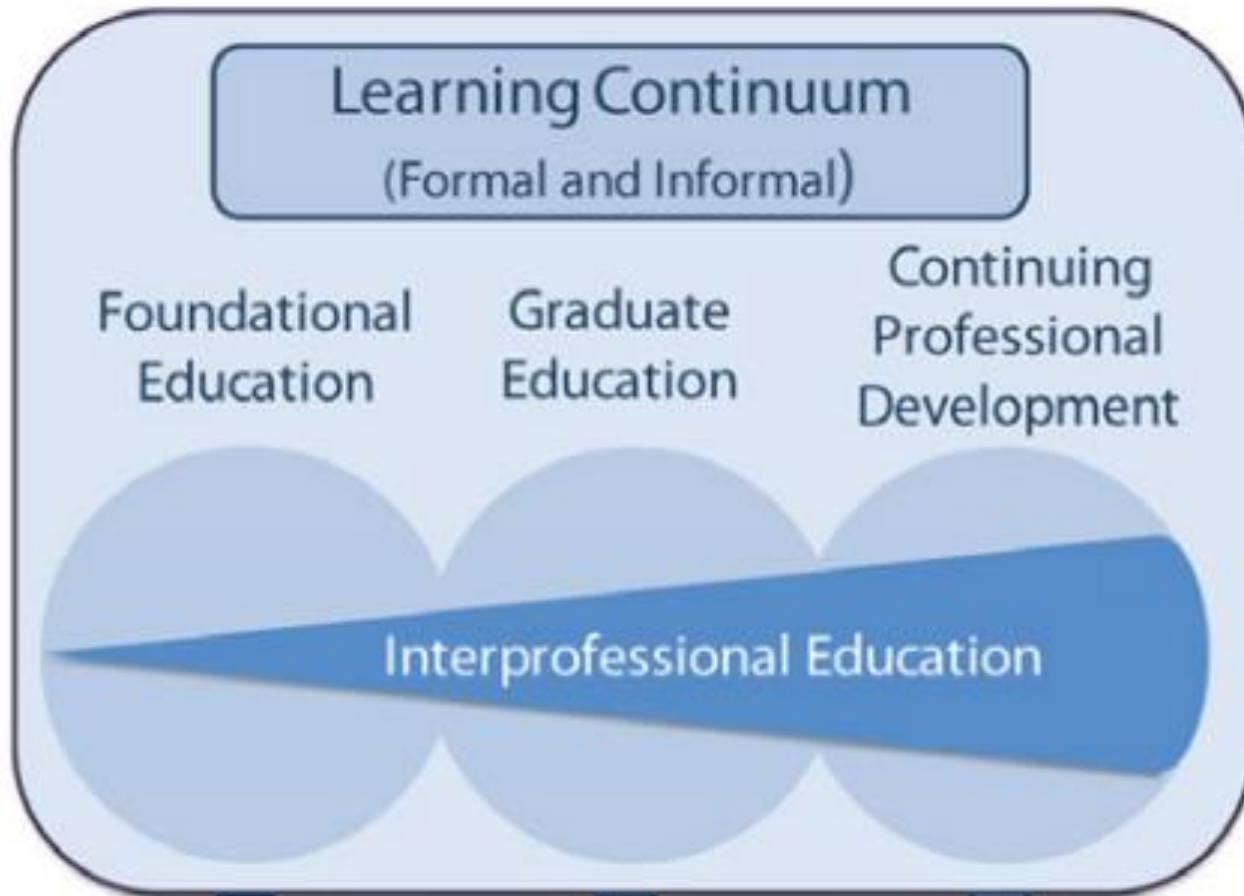 Learning Continuum
(Formal and Informal)
Foundational
Education
Graduate
Education
Continuing
Professional
Development
Interprofessional Education